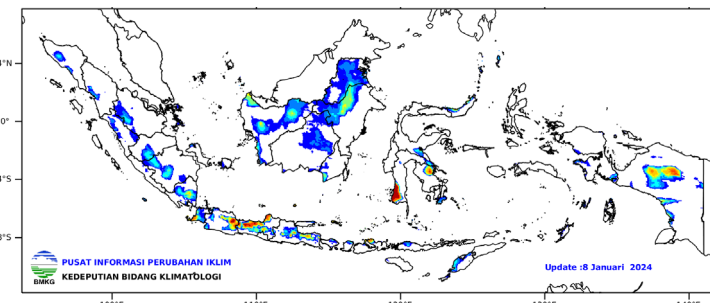 4°N
0°
4°S
8°S
PUSAT INFORMASI PERUBAHAN IKLIM
KEDEPUTIAN BIDANG KLIMATOLOGI
BMKG
Update :8 Januari 2024